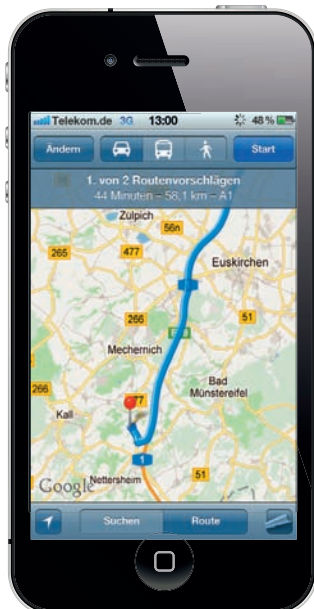 Telekom.de 3G 13:00 48 %
Ändern Start
1. von 2 Routenvorschlägen
44 Minuten – 58,1 km – A1
Zülpich
56n
265 477
Euskirchen
266 51
Mechernich
266 77
Bad
Münstereifel
Kall
1
Google Nettersheim 51
Suchen Route